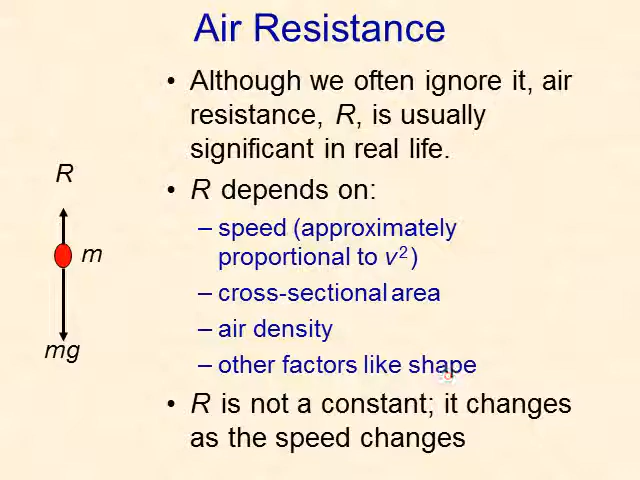 Air Resistance
• Although we often ignore it, air
resistance, R, is usually
significant in real life.
• R depends on:
– speed (approximately
proportional to v²)
– cross-sectional area
– air density
– other factors like shape
• R is not a constant; it changes
as the speed changes
R
m
mg